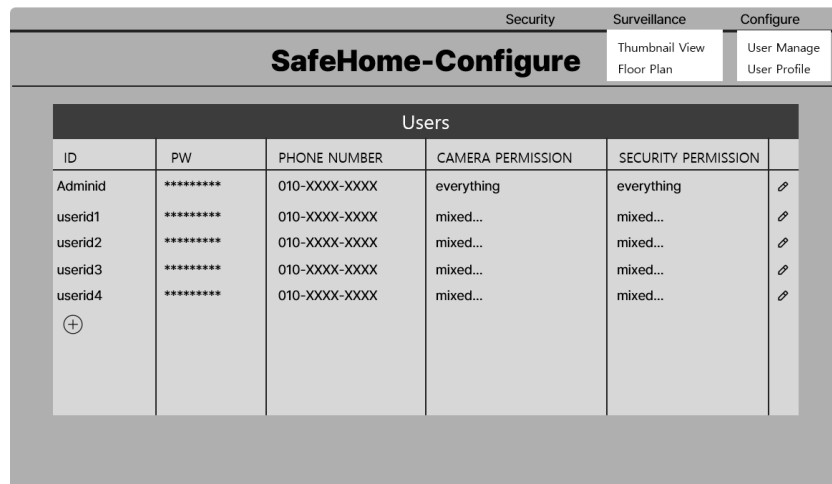 Security Surveillance Configure
Thumbnail View User Manage
SafeHome-Configure
Floor Plan User Profile
Users
ID PW PHONE NUMBER CAMERA PERMISSION SECURITY PERMISSION
Adminid ********* 010-XXXX-XXXX everything everything
userid1 ********* 010-XXXX-XXXX mixed... mixed...
userid2 ********* 010-XXXX-XXXX mixed... mixed...
userid3 ********* 010-XXXX-XXXX mixed... mixed...
userid4 ********* 010-XXXX-XXXX mixed... mixed...